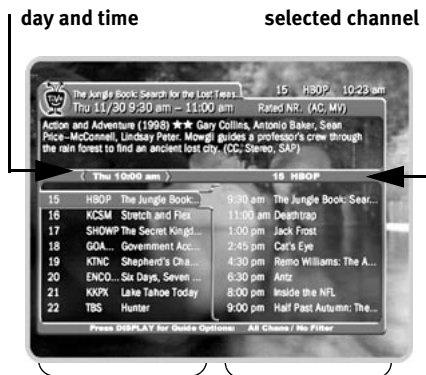 day and time
selected channel
TiVo
The Jungle Book: Search for the Lost Treas...
15 HBOP 10:23 am
Thu 11/30 9:30 am – 11:00 am Rated NR. (AC, MV)
Action and Adventure (1998) ★★ Gary Collins, Antonio Baker, Sean
Price-McConnell, Lindsay Peter. Mowgli guides a professor's crew through
the rain forest to find an ancient lost city. (CC, Stereo, SAP)
Thu 10:00 am
15 HBOP
15 HBOP The Jungle Book:...
9:30 am The Jungle Book: Sear...
16 KCSM Stretch and Flex
11:00 am Deathtrap
17 SHOWP The Secret Kingd...
1:00 pm Jack Frost
18 GOA... Government Acc...
2:45 pm Cat's Eye
19 KTNC Shepherd's Cha...
4:30 pm Remo Williams: The A...
20 ENCO... Six Days, Seven ...
6:30 pm Antz
21 KKPX Lake Tahoe Today
8:00 pm Inside the NFL
22 TBS Hunter
9:00 pm Half Past Autumn: The...
Press DISPLAY for Guide Options: All Chans / No Filter